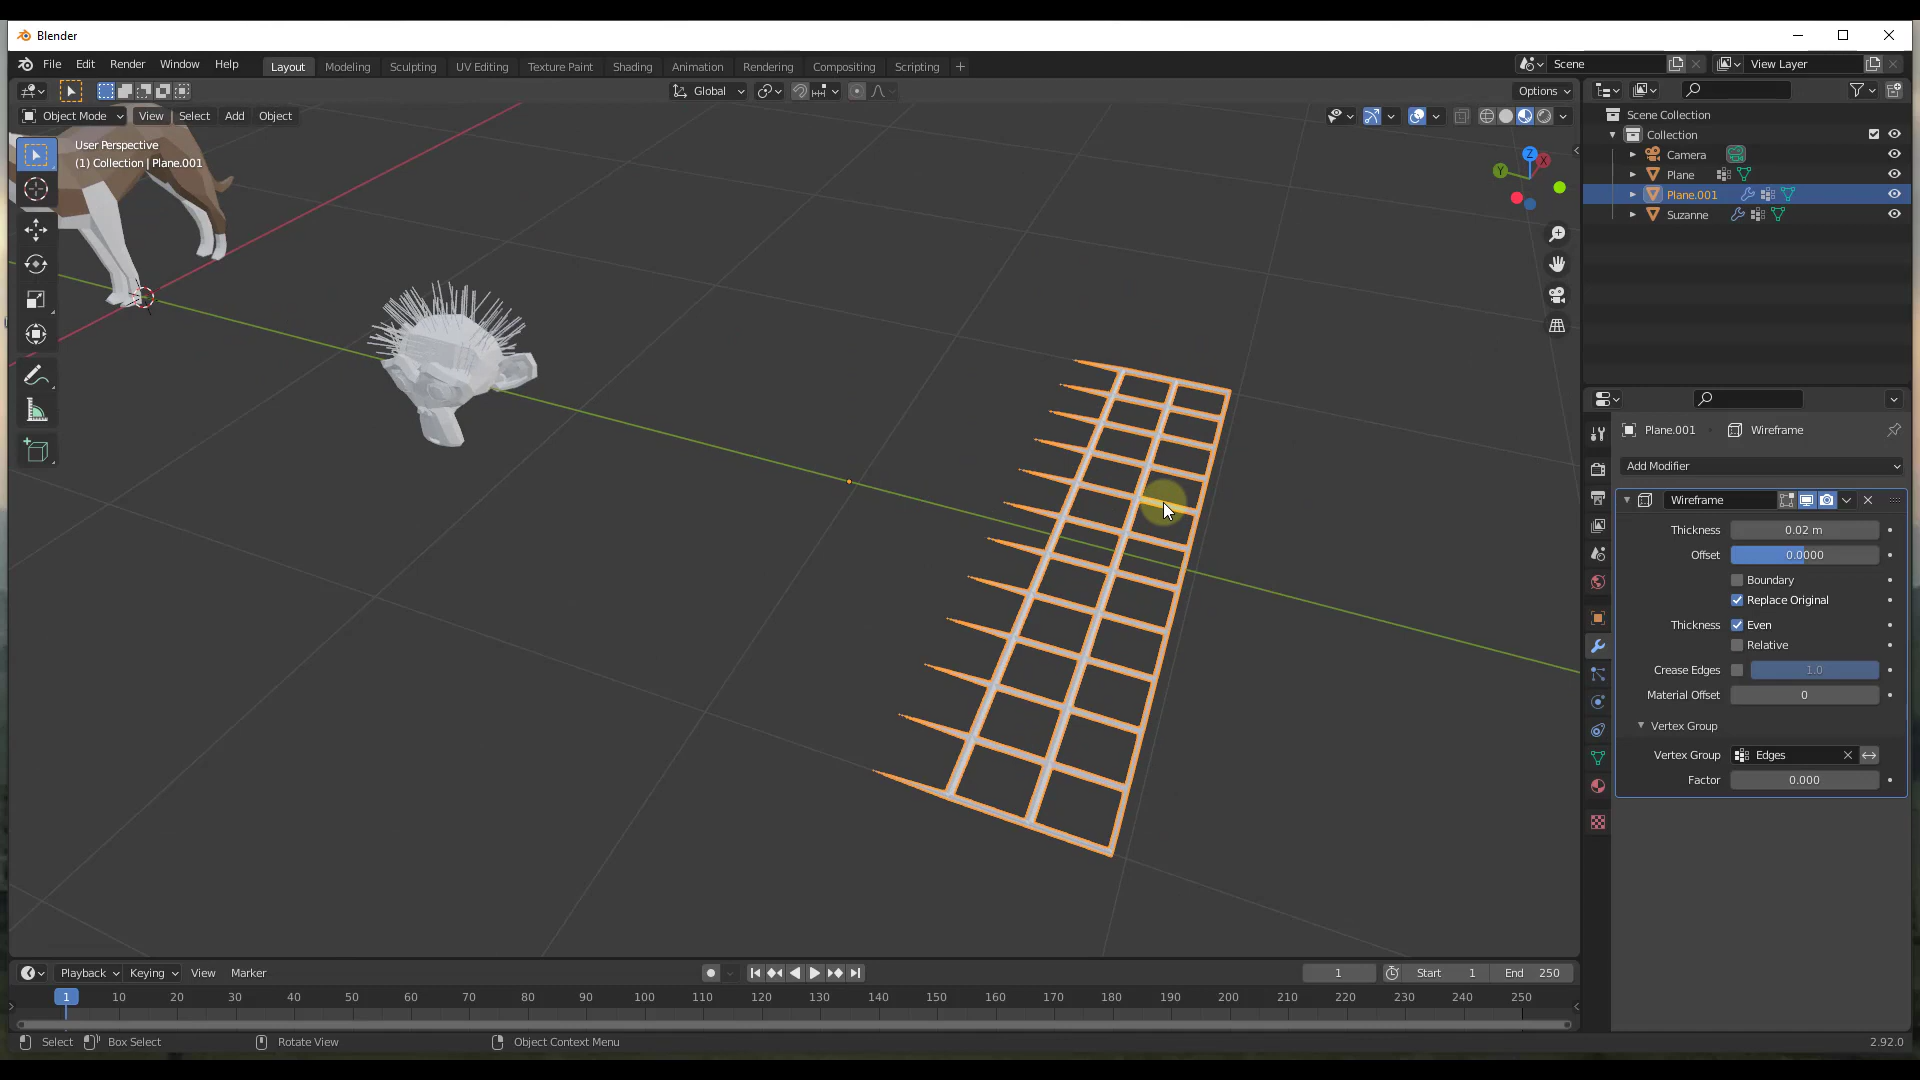 Blender
File Edit Render Window Help
Layout Modeling Sculpting UV Editing Texture Paint Shading Animation Rendering Compositing Scripting +
Scene
View Layer
Global
Options
Object Mode View Select Add Object
User Perspective
(1) Collection | Plane.001
Z
X
Y
Scene Collection
Collection
Camera
Plane
Plane.001
Suzanne
Plane.001 Wireframe
Add Modifier
Wireframe
Thickness 0.02 m
Offset 0.0000
Boundary
Replace Original
Thickness Even
Relative
Crease Edges 1.0
Material Offset 0
Vertex Group
Vertex Group Edges
Factor 0.000
Playback Keying View Marker
1 Start 1 End 250
1 10 20 30 40 50 60 70 80 90 100 110 120 130 140 150 160 170 180 190 200 210 220 230 240 250
Select Box Select Rotate View Object Context Menu 2.92.0